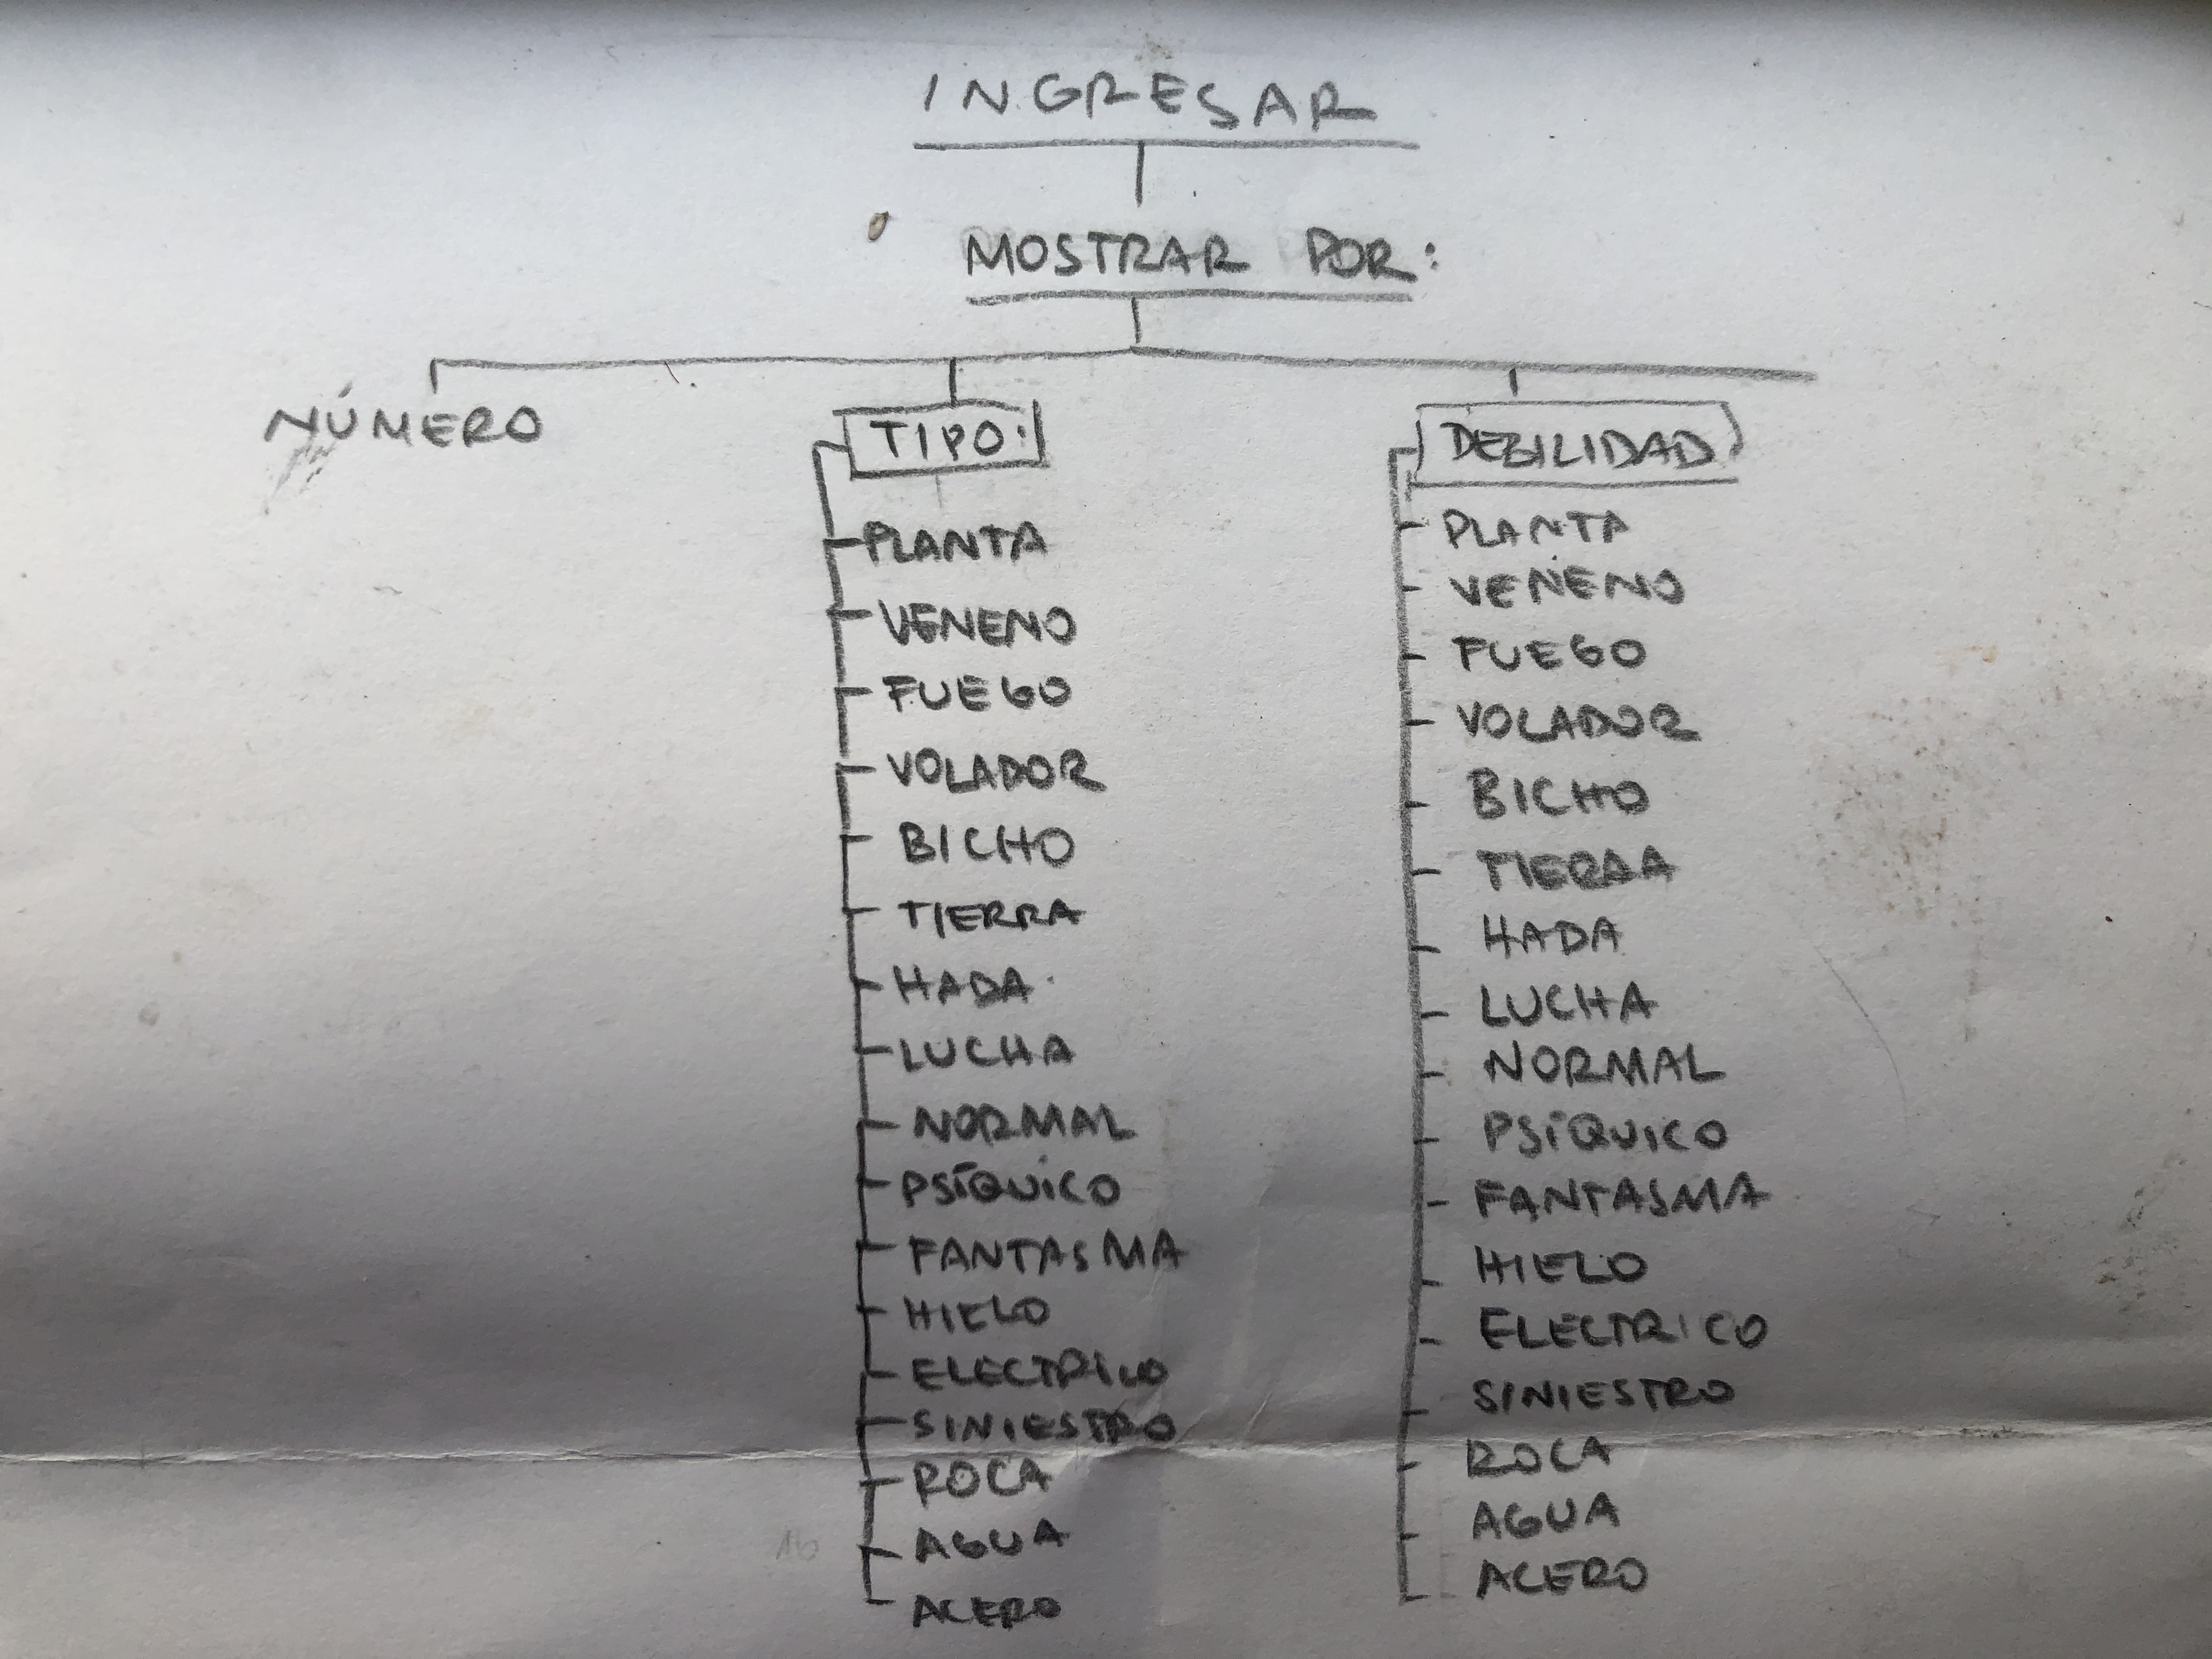 INGRESAR
MOSTRAR POR:
NÚMERO
TIPO:
PLANTA
VENENO
FUEGO
VOLADOR
BICHO
TIERRA
HADA
LUCHA
NORMAL
PSÍQUICO
FANTASMA
HIELO
ELECTRICO
SINIESTRO
ROCA
AGUA
ACERO
DEBILIDAD
PLANTA
VENENO
FUEGO
VOLADOR
BICHO
TIERRA
HADA
LUCHA
NORMAL
PSÍQUICO
FANTASMA
HIELO
ELECTRICO
SINIESTRO
ROCA
AGUA
ACERO